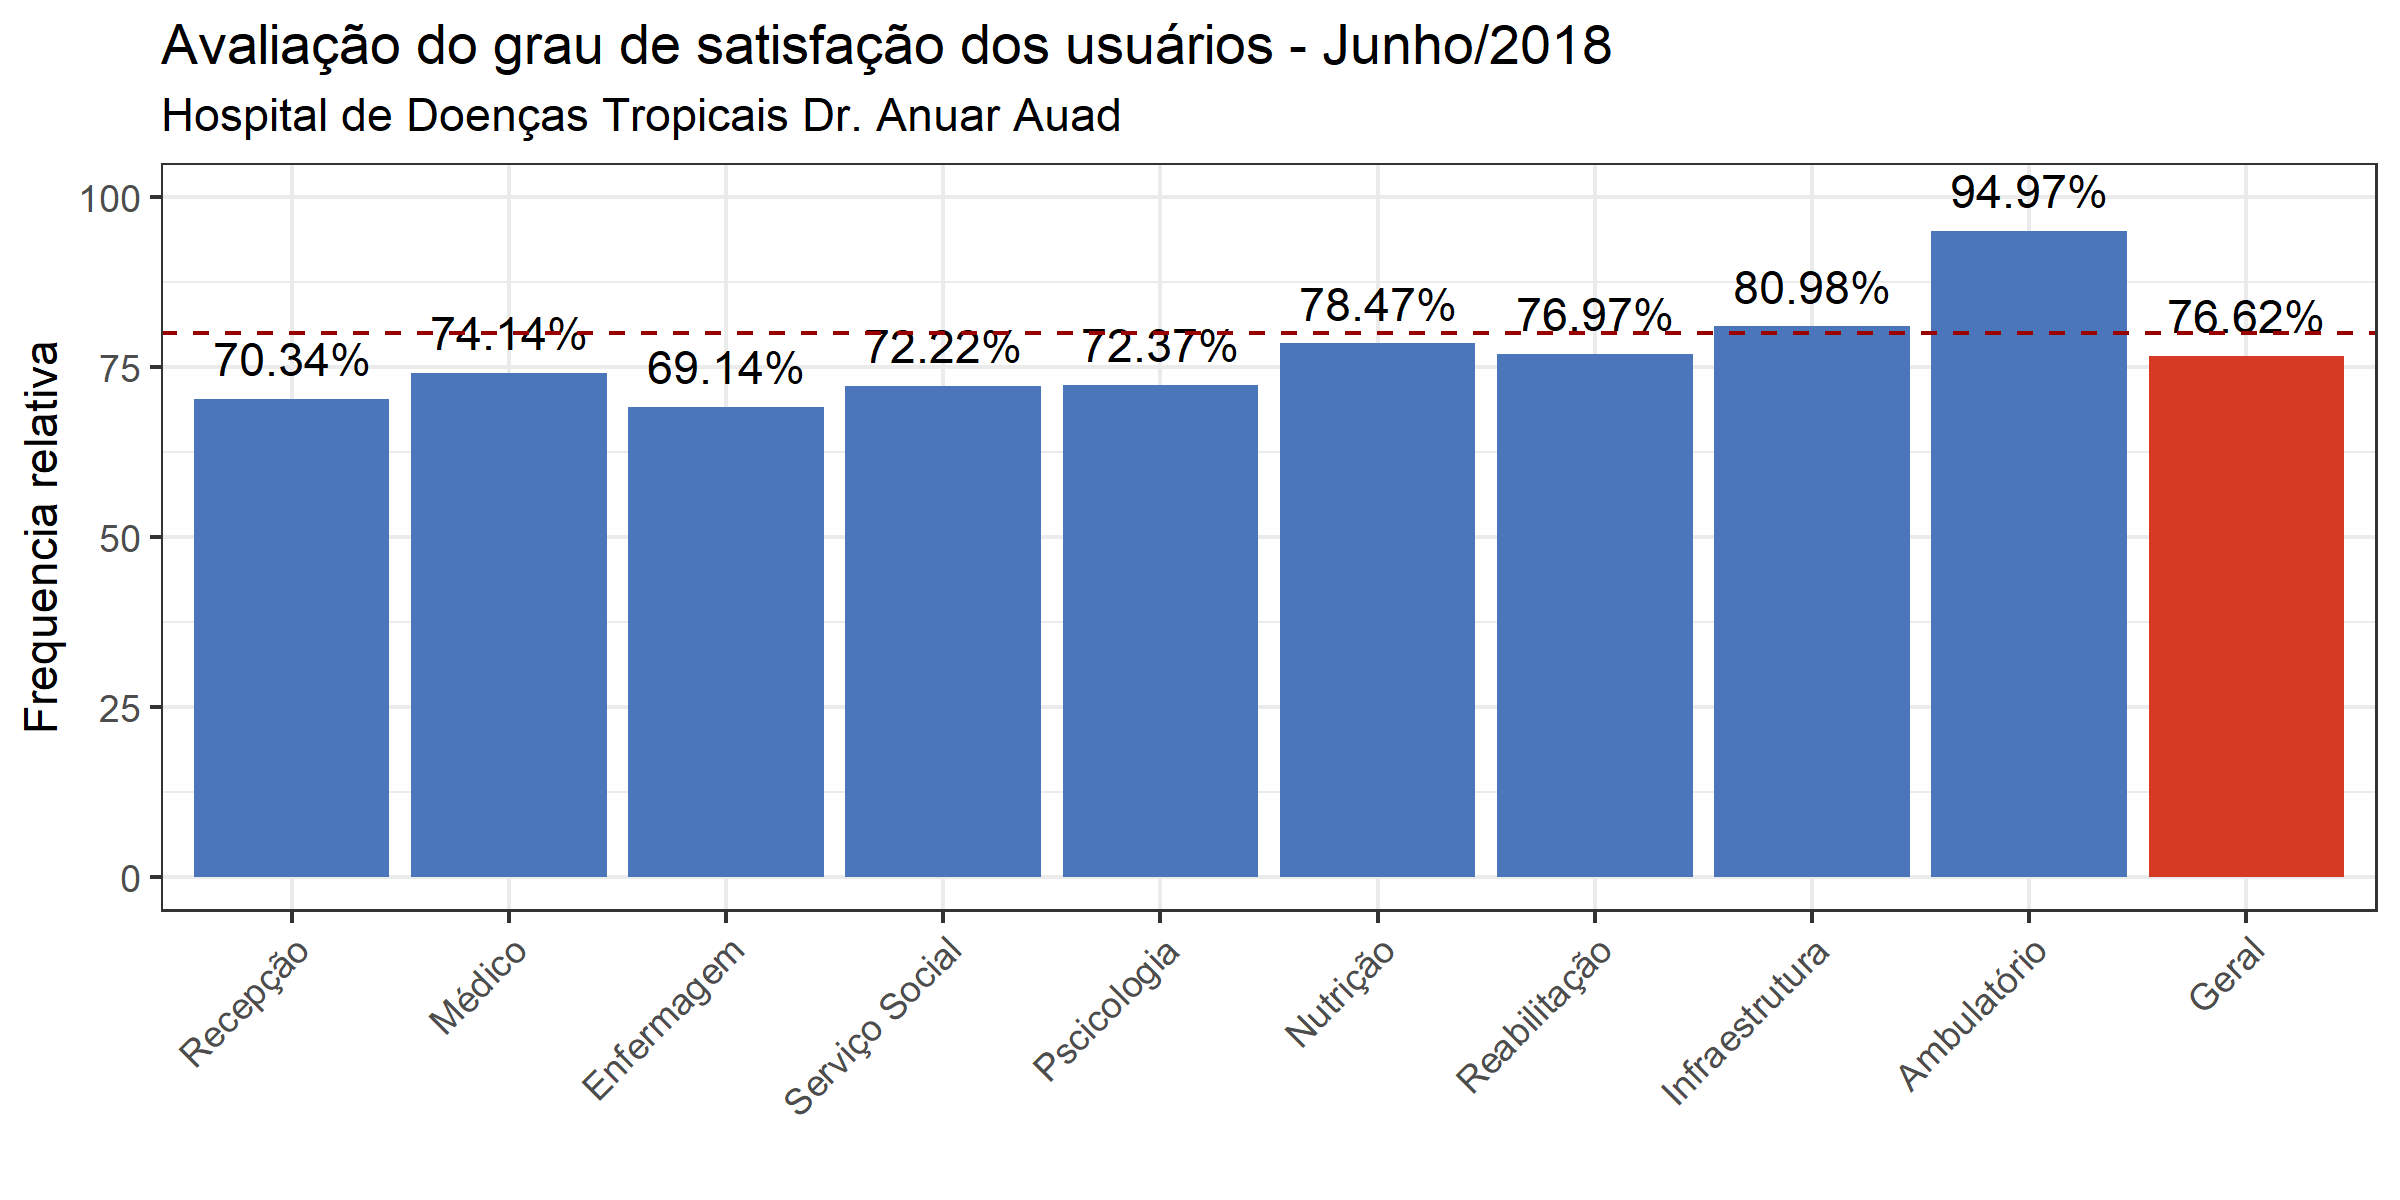 Avaliação do grau de satisfação dos usuários - Junho/2018
Hospital de Doenças Tropicais Dr. Anuar Auad
Frequencia relativa
100
75
50
25
0
70.34%
74.14%
69.14%
72.22%
72.37%
78.47%
76.97%
80.98%
94.97%
76.62%
Recepção
Médico
Enfermagem
Serviço Social
Pscicologia
Nutrição
Reabilitação
Infraestrutura
Ambulatório
Geral